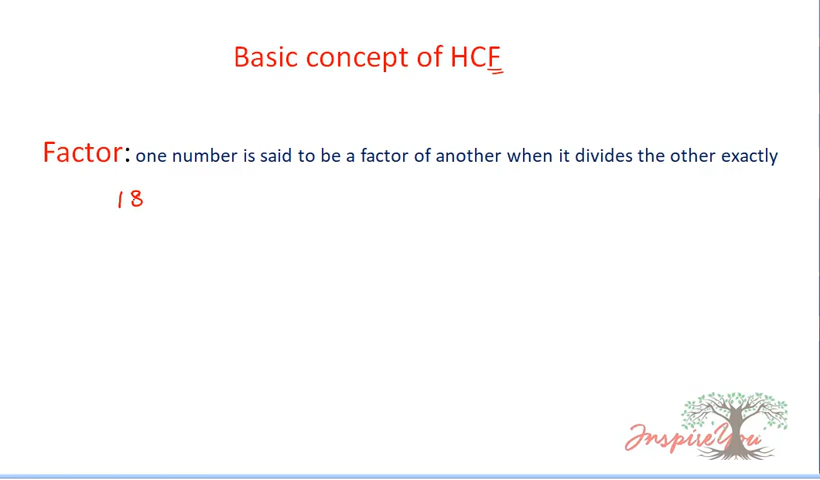 Basic concept of HCF
Factor: one number is said to be a factor of another when it divides the other exactly
18
InspireYou